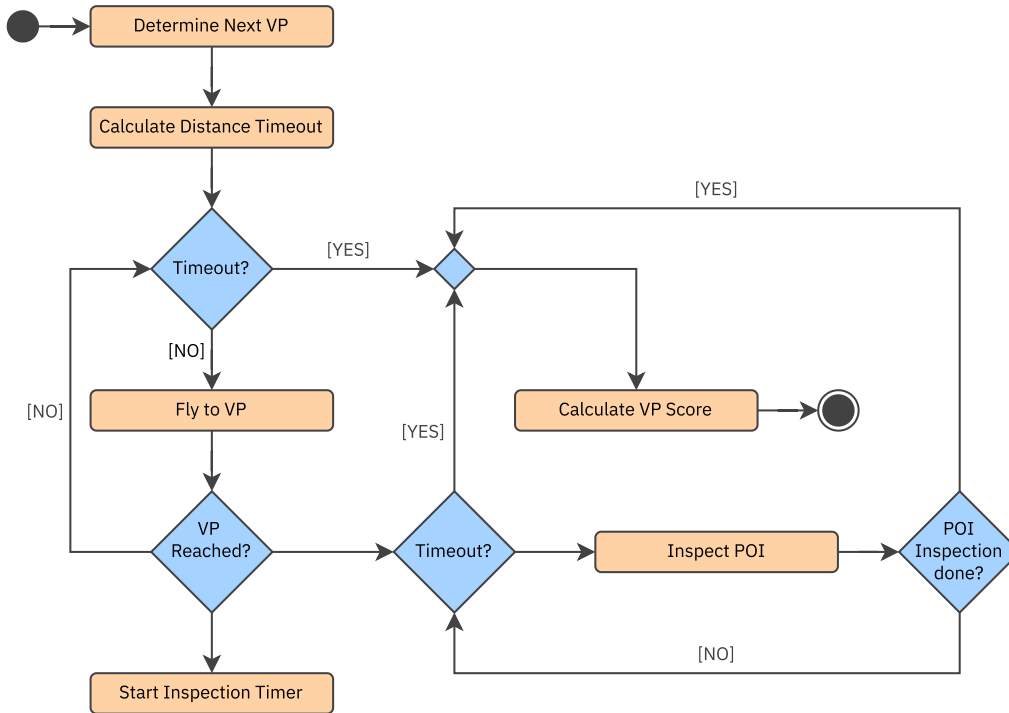 Determine Next VP
Calculate Distance Timeout
[YES]
[YES]
Timeout?
[NO]
Fly to VP
Calculate VP Score
[NO]
[YES]
VP
Reached?
Timeout?
Inspect POI
POI
Inspection
done?
[NO]
Start Inspection Timer